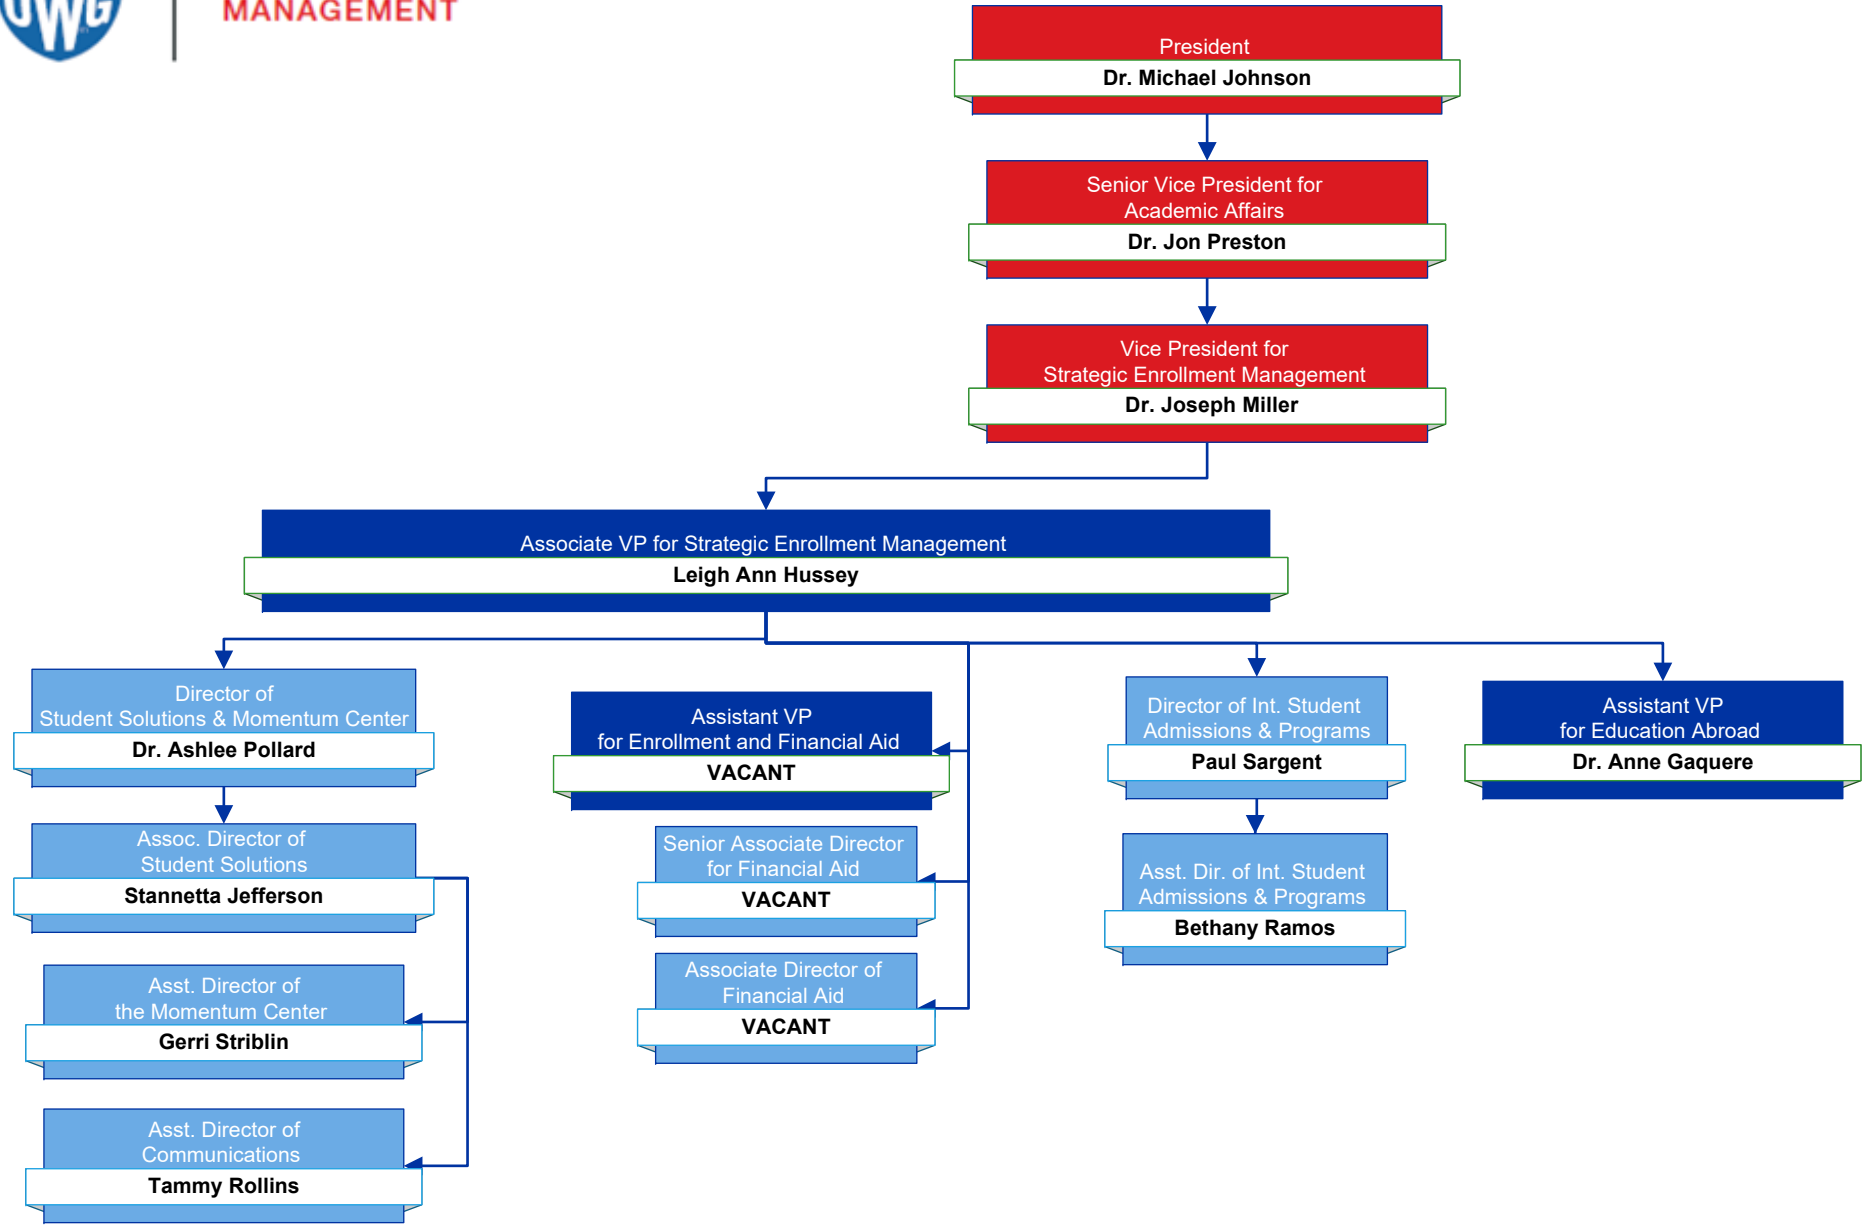 UWG
MANAGEMENT
President
Dr. Michael Johnson
Senior Vice President for
Academic Affairs
Dr. Jon Preston
Vice President for
Strategic Enrollment Management
Dr. Joseph Miller
Associate VP for Strategic Enrollment Management
Leigh Ann Hussey
Director of
Student Solutions & Momentum Center
Dr. Ashlee Pollard
Assoc. Director of
Student Solutions
Stannetta Jefferson
Asst. Director of
the Momentum Center
Gerri Striblin
Asst. Director of
Communications
Tammy Rollins
Assistant VP
for Enrollment and Financial Aid
VACANT
Senior Associate Director
for Financial Aid
VACANT
Associate Director of
Financial Aid
VACANT
Director of Int. Student
Admissions & Programs
Paul Sargent
Asst. Dir. of Int. Student
Admissions & Programs
Bethany Ramos
Assistant VP
for Education Abroad
Dr. Anne Gaquere